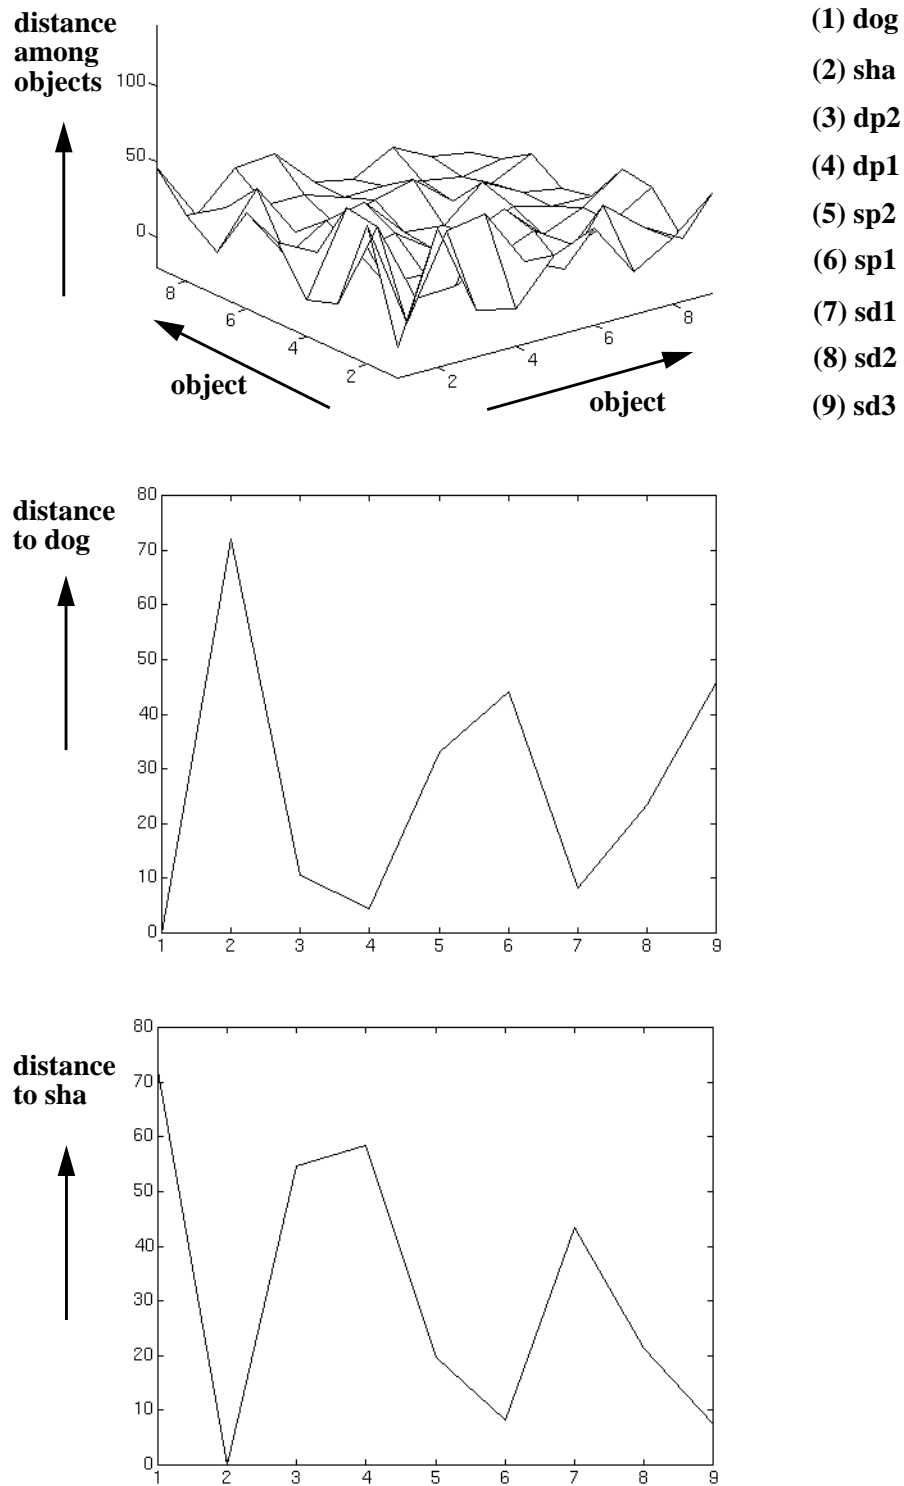 distance
among
objects
100
50
0
8
6
4
2
object
2
4
6
8
object
(1) dog
(2) sha
(3) dp2
(4) dp1
(5) sp2
(6) sp1
(7) sd1
(8) sd2
(9) sd3
distance
to dog
80
70
60
50
40
30
20
10
0
1 2 3 4 5 6 7 8 9
distance
to sha
80
70
60
50
40
30
20
10
0
1 2 3 4 5 6 7 8 9